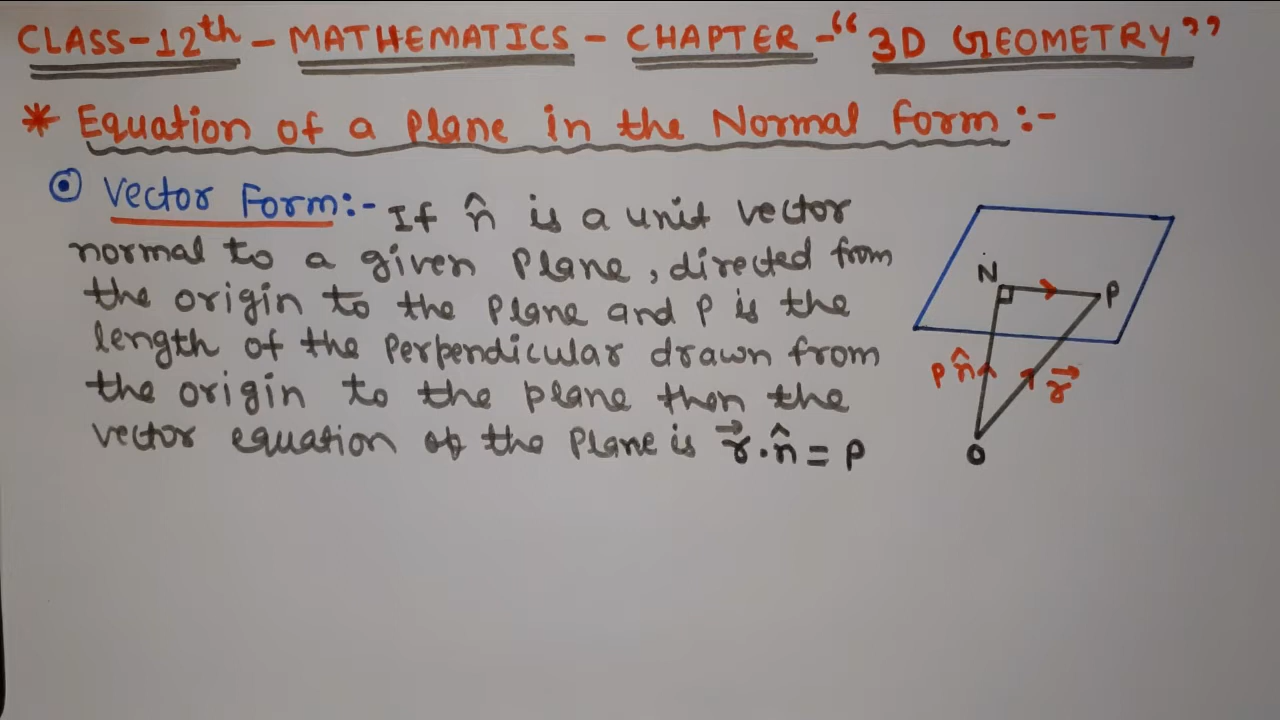 CLASS-12th - MATHEMATICS - CHAPTER - "3D GEOMETRY"
* Equation of a Plane in the Normal Form :-
⊙ Vector Form:- If n̂ is a unit vector
normal to a given Plane, directed from
the origin to the Plane and P is the
length of the Perpendicular drawn from
the origin to the plane then the
vector equation of the Plane is r⃗.n̂ = P
N
P
P n̂
r⃗
O